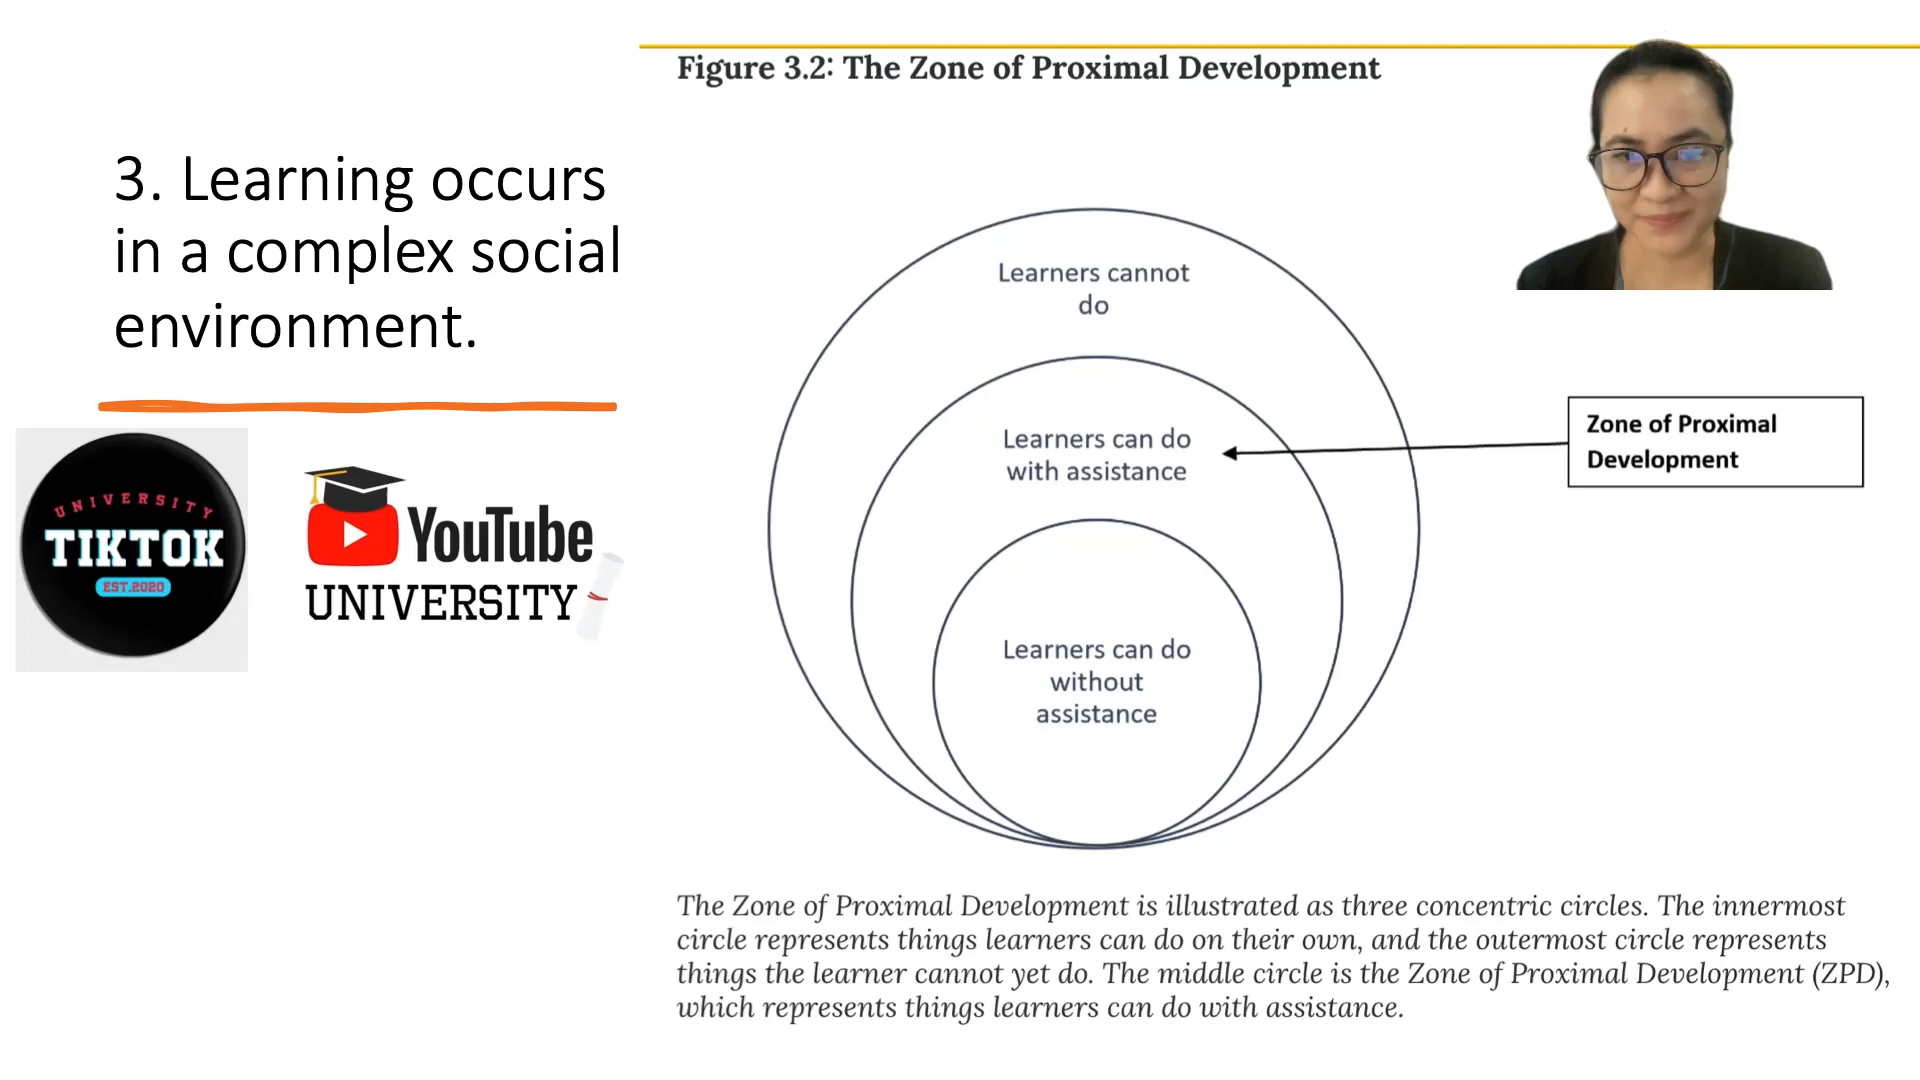 3. Learning occurs
in a complex social
environment.
UNIVERSITY
TIKTOK
EST.2020
YouTube
UNIVERSITY
Figure 3.2: The Zone of Proximal Development
Learners cannot
do
Learners can do
with assistance
Learners can do
without
assistance
Zone of Proximal
Development
The Zone of Proximal Development is illustrated as three concentric circles. The innermost
circle represents things learners can do on their own, and the outermost circle represents
things the learner cannot yet do. The middle circle is the Zone of Proximal Development (ZPD),
which represents things learners can do with assistance.